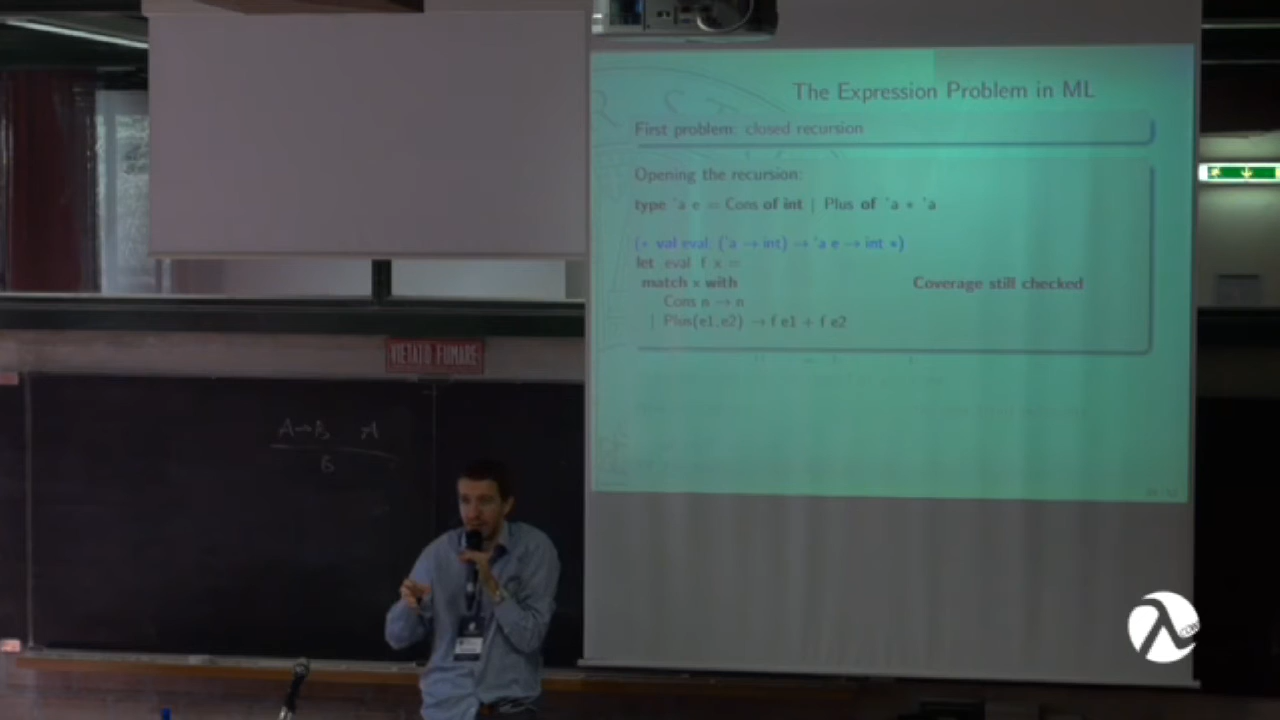 The Expression Problem in ML
First problem: closed recursion
Opening the recursion:
type 'a e = Cons of int | Plus of 'a * 'a
(* val eval: ('a → int) → 'a e → int *)
let eval f x =
match x with
Coverage still checked
Cons n → n
| Plus(e1,e2) → f e1 + f e2
VIETATO FUMARE
A→B A
B
λ
CON